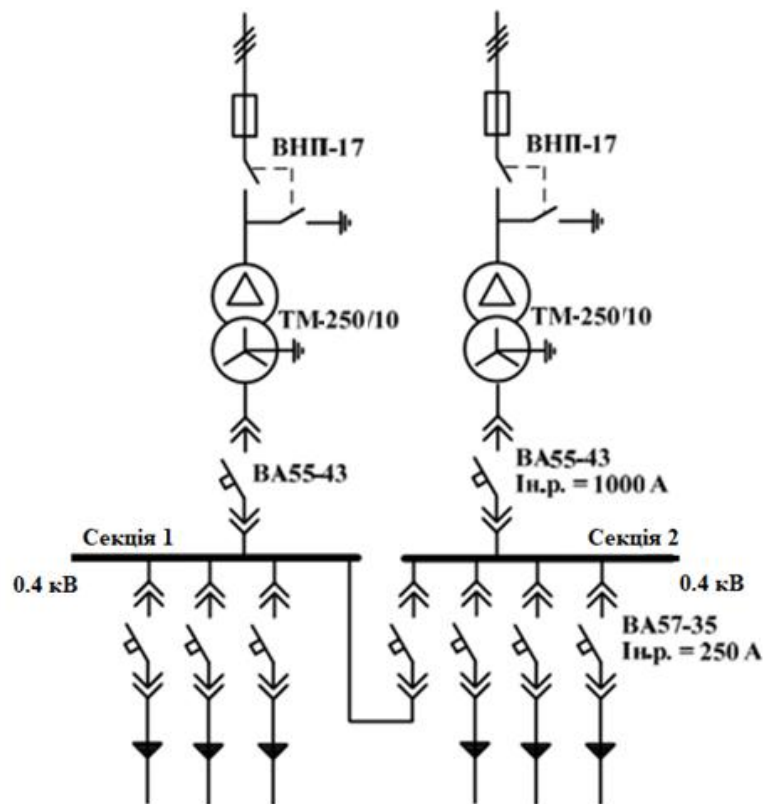 ВНП-17
ВНП-17
ТМ-250/10
ТМ-250/10
ВА55-43
ВА55-43
Ін.р. = 1000 А
Секція 1
Секція 2
0.4 кВ
0.4 кВ
ВА57-35
Ін.р. = 250 А